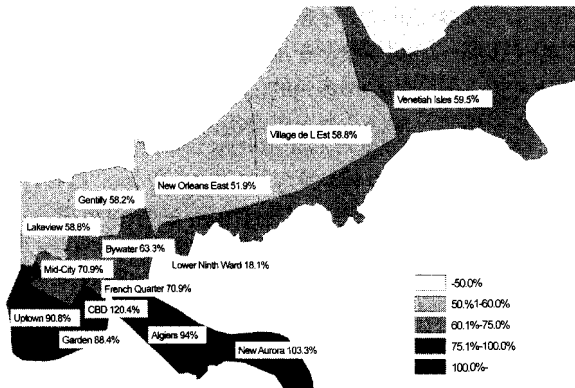 Venetiah Isles 59.5%
Village de L Est 58.8%
New Orleans East 51.9%
Gentilly 58.2%
Lakeview 58.8%
Bywater 63.3%
Mid-City 70.9%
Lower Ninth Ward 18.1%
French Quarter 70.9%
CBD 120.4%
Uptown 90.8%
Algiers 94%
Garden 88.4%
New Aurora 103.3%
-50.0%
50.%1-60.0%
60.1%-75.0%
75.1%-100.0%
100.0%-